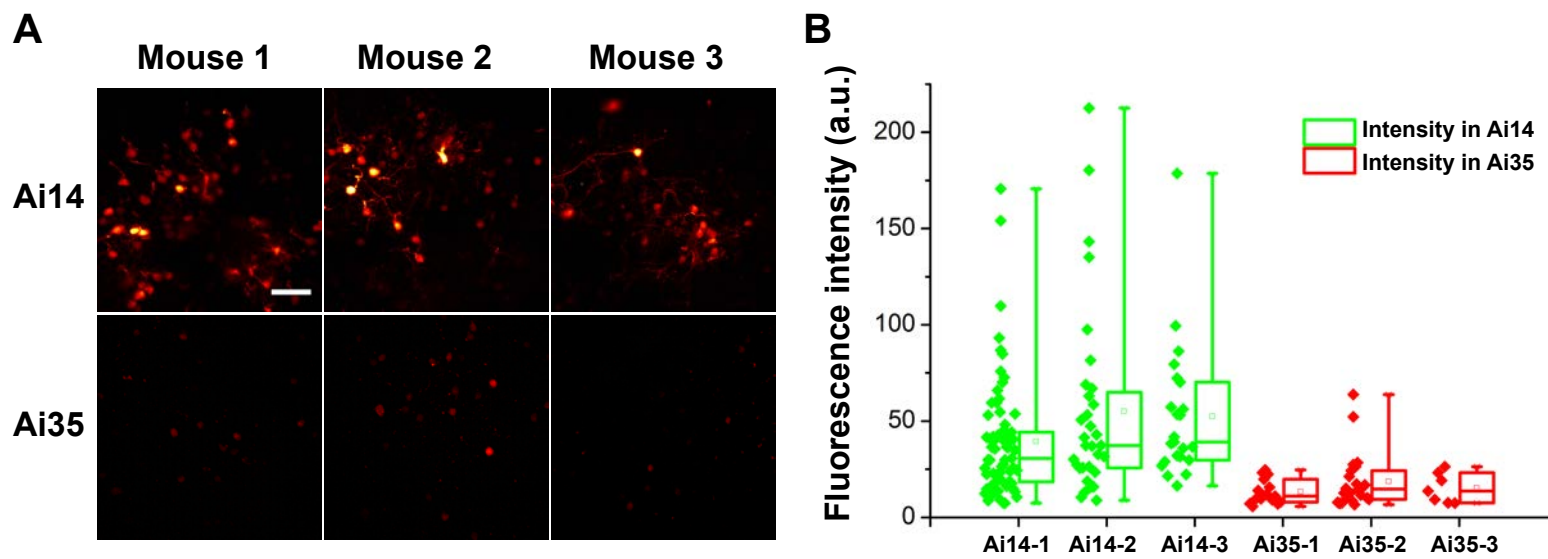 A
Mouse 1 Mouse 2 Mouse 3
Ai14
Ai35
B
Fluorescence intensity (a.u.)
200
150
100
50
0
Intensity in Ai14
Intensity in Ai35
Ai14-1 Ai14-2 Ai14-3 Ai35-1 Ai35-2 Ai35-3